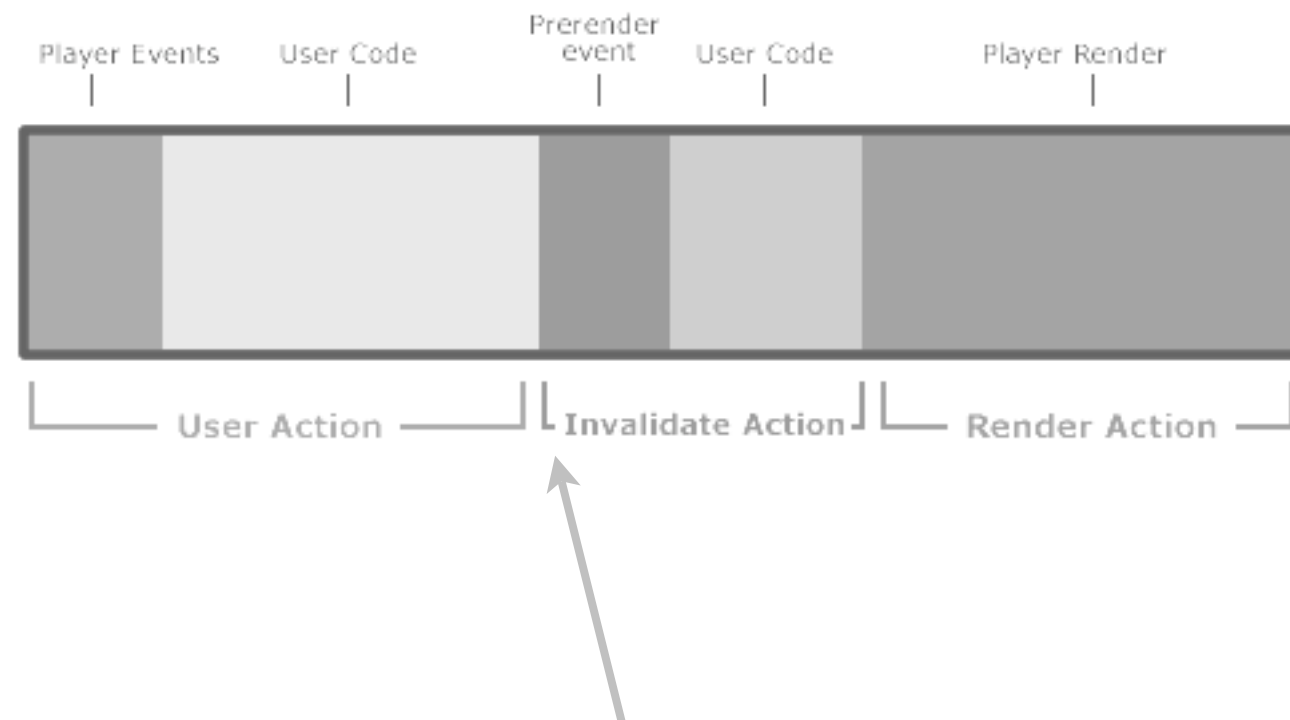 Player Events
User Code
Prerender
event
User Code
Player Render
User Action
Invalidate Action
Render Action